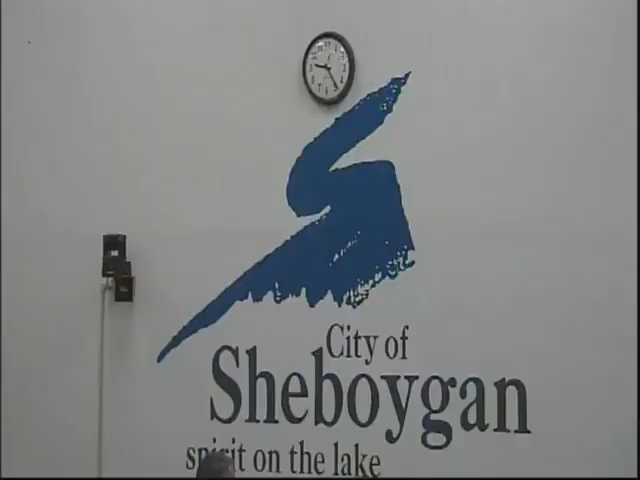 City of
Sheboygan
spirit on the lake